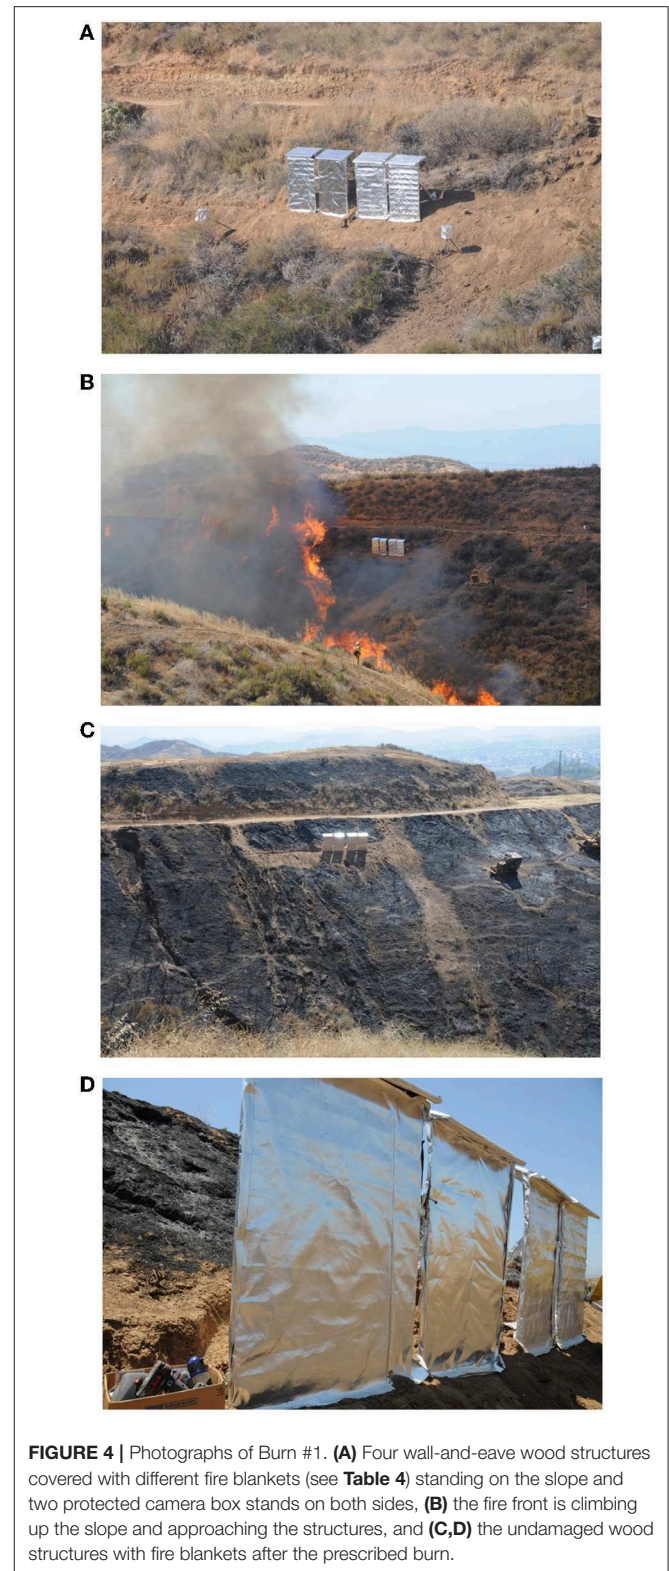 A
B
C
D
FIGURE 4 | Photographs of Burn #1. (A) Four wall-and-eave wood structures
covered with different fire blankets (see Table 4) standing on the slope and
two protected camera box stands on both sides, (B) the fire front is climbing
up the slope and approaching the structures, and (C,D) the undamaged wood
structures with fire blankets after the prescribed burn.